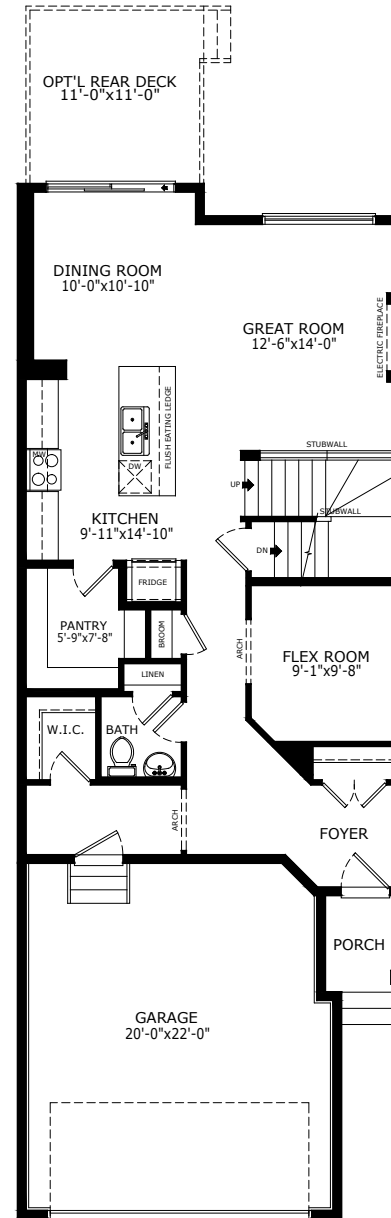 OPT'L REAR DECK
11'-0"x11'-0"
DINING ROOM
10'-0"x10'-10"
GREAT ROOM
12'-6"x14'-0"
ELECTRIC FIREPLACE
FLUSH EATING LEDGE
MW
DW
STUBWALL
UP
STUBWALL
KITCHEN
9'-11"x14'-10"
DN
FRIDGE
PANTRY
5'-9"x7'-8"
BROOM
ARCH
FLEX ROOM
9'-1"x9'-8"
LINEN
W.I.C.
BATH
ARCH
FOYER
PORCH
GARAGE
20'-0"x22'-0"